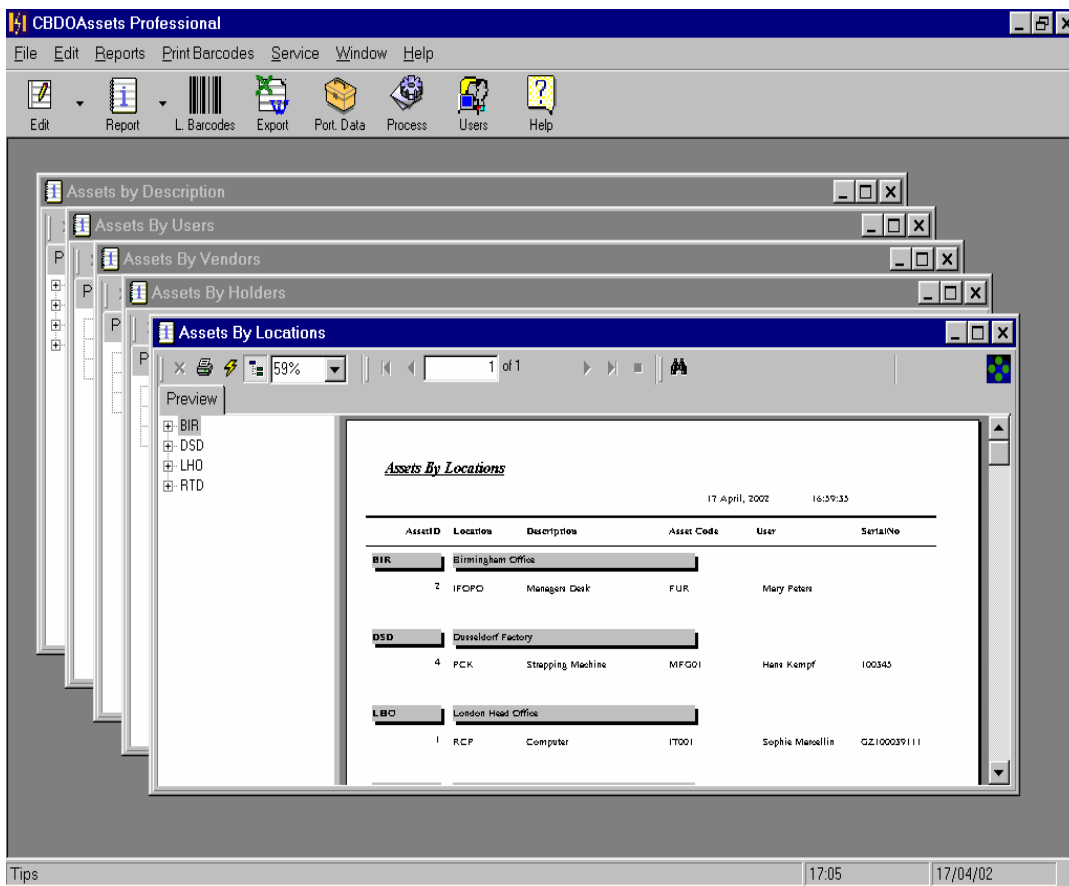 CBDOAssets Professional
File Edit Reports Print Barcodes Service Window Help
Edit Report L. Barcodes Export Port. Data Process Users Help
Assets by Description
Assets By Users
Assets By Vendors
Assets By Holders
Assets By Locations
59% 1 of 1
Preview
BIR
DSD
LHO
RTD
Assets By Locations
17 April, 2002 16:59:35
AssetID Location Description Asset Code User SerialNo
BIR Birmingham Office
2 IFOPO Managers Desk FUR Mary Peters
DSD Dusseldorf Factory
4 PCK Strapping Machine MFG01 Hans Kempf 100345
LHO London Head Office
1 RCP Computer IT001 Sophie Marcellin GZ100039111
Tips 17:05 17/04/02